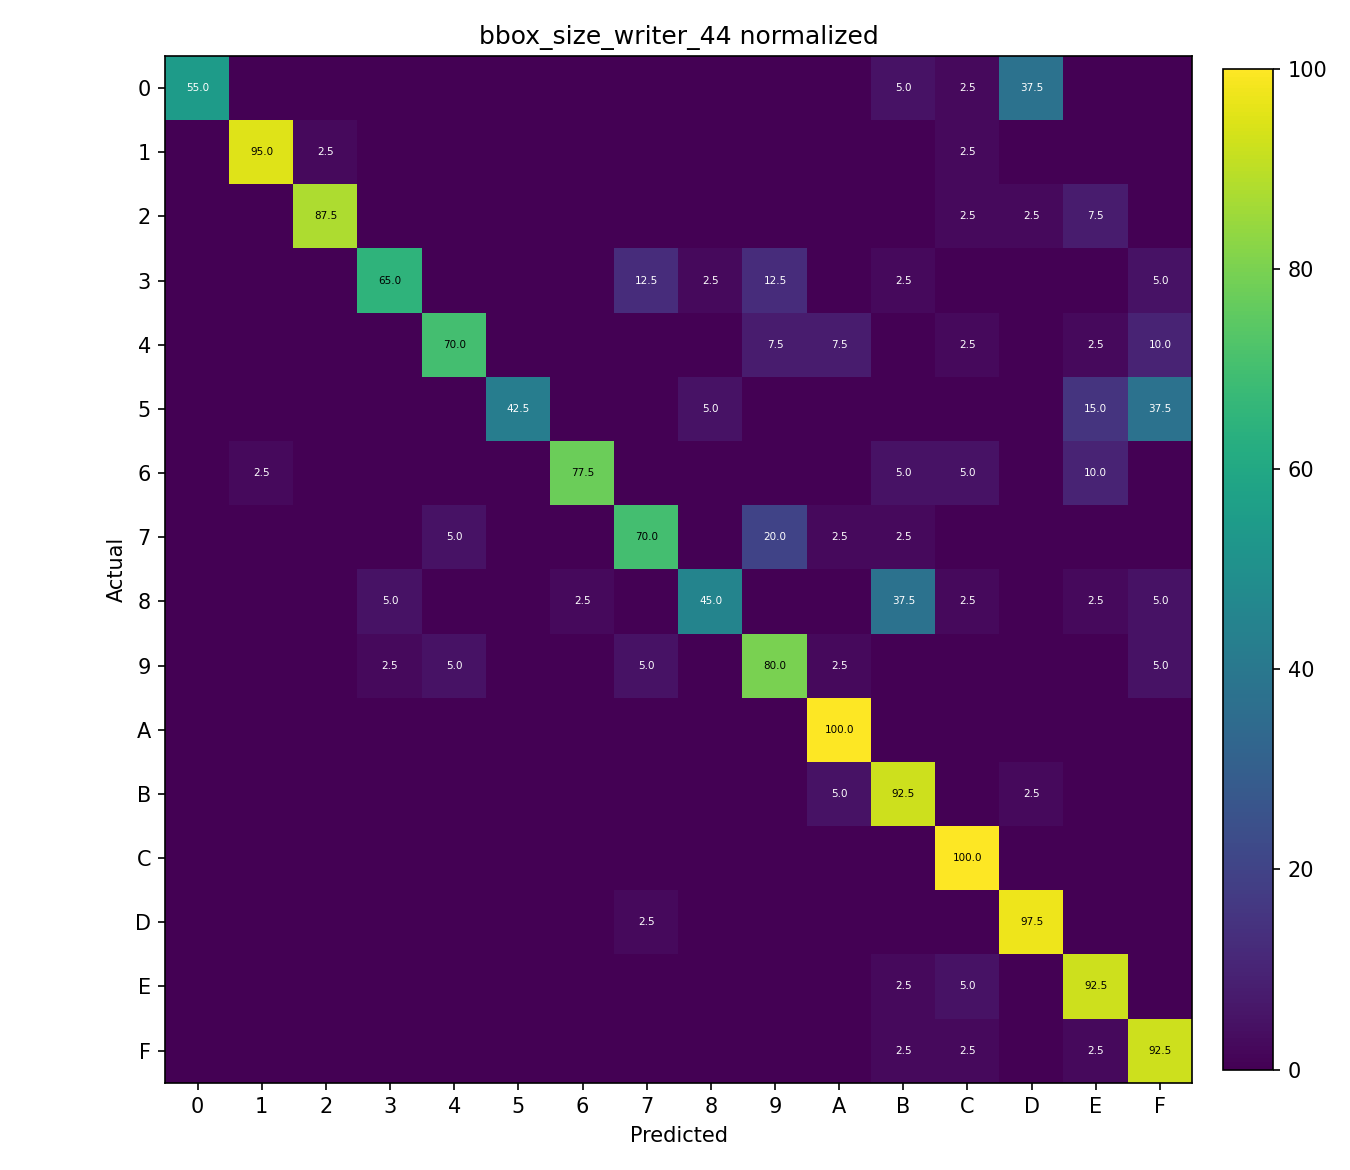 bbox_size_writer_44 normalized
0 55.0 5.0 2.5 37.5 100
1 95.0 2.5 2.5
2 87.5 2.5 2.5 7.5
3 65.0 12.5 2.5 12.5 2.5 5.0 80
4 70.0 7.5 7.5 2.5 2.5 10.0
5 42.5 5.0 15.0 37.5
6 2.5 77.5 5.0 5.0 10.0 60
7 5.0 70.0 20.0 2.5 2.5
Actual
8 5.0 2.5 45.0 37.5 2.5 2.5 5.0
9 2.5 5.0 5.0 80.0 2.5 5.0 40
A 100.0
B 5.0 92.5 2.5
C 100.0 20
D 2.5 97.5
E 2.5 5.0 92.5
F 2.5 2.5 2.5 92.5 0
0 1 2 3 4 5 6 7 8 9 A B C D E F
Predicted